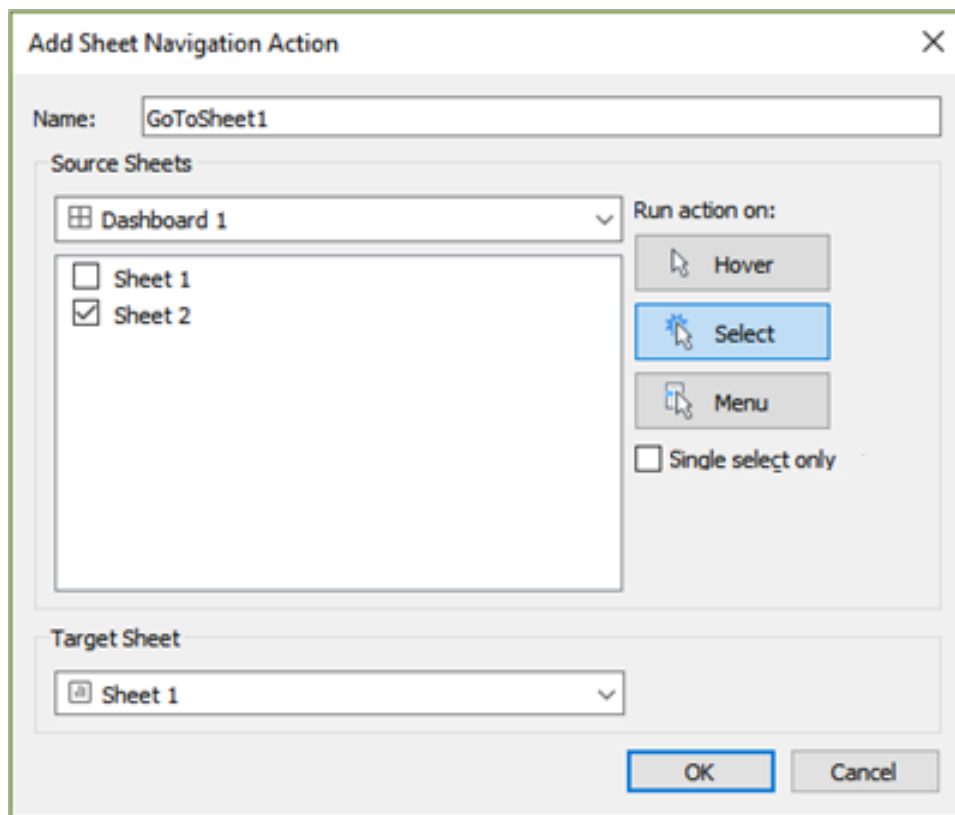 Add Sheet Navigation Action
Name: GoToSheet1
Source Sheets
Dashboard 1
Run action on:
Sheet 1
Sheet 2
Hover
Select
Menu
Single select only
Target Sheet
Sheet 1
OK
Cancel